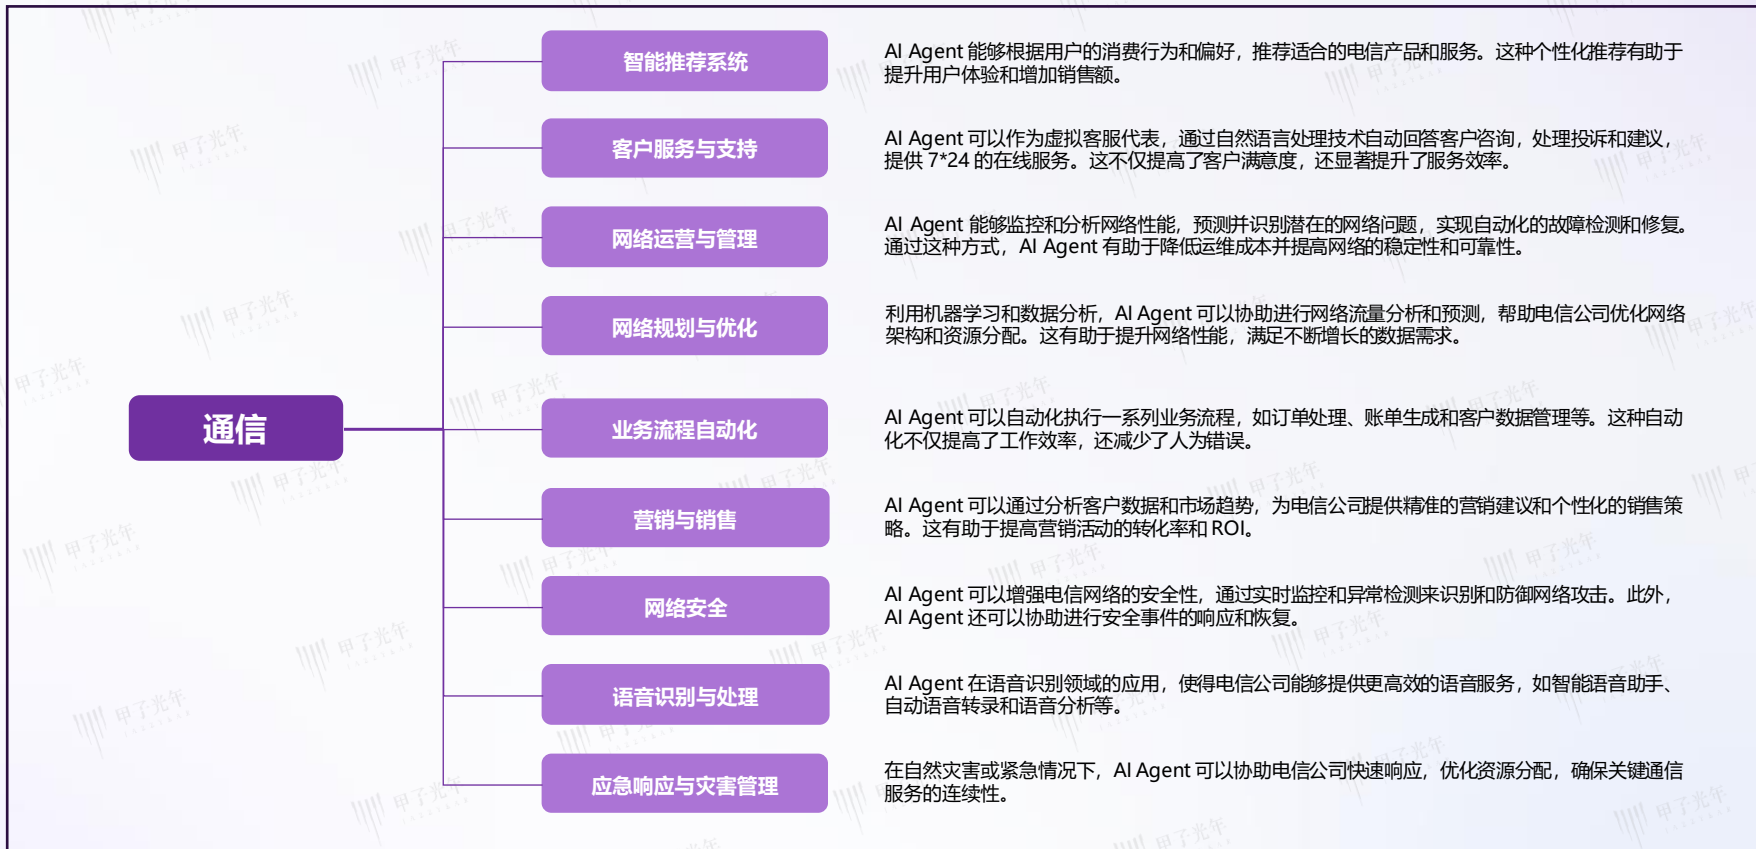 智能推荐系统
AI Agent 能够根据用户的消费行为和偏好，推荐适合的电信产品和服务。这种个性化推荐有助于
提升用户体验和增加销售额。
客户服务与支持
AI Agent 可以作为虚拟客服代表，通过自然语言处理技术自动回答客户咨询，处理投诉和建议，
提供 7*24 的在线服务。这不仅提高了客户满意度，还显著提升了服务效率。
网络运营与管理
AI Agent 能够监控和分析网络性能，预测并识别潜在的网络问题，实现自动化的故障检测和修复。
通过这种方式，AI Agent 有助于降低运维成本并提高网络的稳定性和可靠性。
网络规划与优化
利用机器学习和数据分析，AI Agent 可以协助进行网络流量分析和预测，帮助电信公司优化网络
架构和资源分配。这有助于提升网络性能，满足不断增长的数据需求。
通信
业务流程自动化
AI Agent 可以自动化执行一系列业务流程，如订单处理、账单生成和客户数据管理等。这种自动
化不仅提高了工作效率，还减少了人为错误。
营销与销售
AI Agent 可以通过分析客户数据和市场趋势，为电信公司提供精准的营销建议和个性化的销售策
略。这有助于提高营销活动的转化率和 ROI。
网络安全
AI Agent 可以增强电信网络的安全性，通过实时监控和异常检测来识别和防御网络攻击。此外，
AI Agent 还可以协助进行安全事件的响应和恢复。
语音识别与处理
AI Agent 在语音识别领域的应用，使得电信公司能够提供更高效的语音服务，如智能语音助手、
自动语音转录和语音分析等。
应急响应与灾害管理
在自然灾害或紧急情况下，AI Agent 可以协助电信公司快速响应，优化资源分配，确保关键通信
服务的连续性。
甲子光年